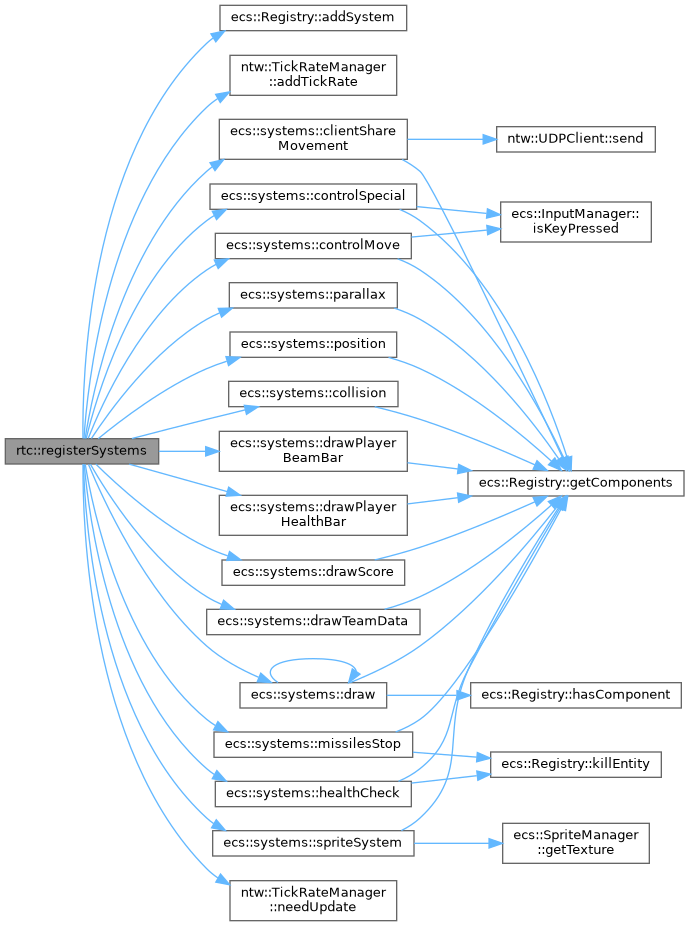 rtc::registerSystems
ecs::Registry::addSystem
ntw::TickRateManager
::addTickRate
ecs::systems::clientShare
Movement
ecs::systems::controlSpecial
ecs::systems::controlMove
ecs::systems::parallax
ecs::systems::position
ecs::systems::collision
ecs::systems::drawPlayer
BeamBar
ecs::systems::drawPlayer
HealthBar
ecs::systems::drawScore
ecs::systems::drawTeamData
ecs::systems::draw
ecs::systems::missilesStop
ecs::systems::healthCheck
ecs::systems::spriteSystem
ntw::TickRateManager
::needUpdate
ntw::UDPClient::send
ecs::InputManager::
isKeyPressed
ecs::Registry::getComponents
ecs::Registry::hasComponent
ecs::Registry::killEntity
ecs::SpriteManager
::getTexture